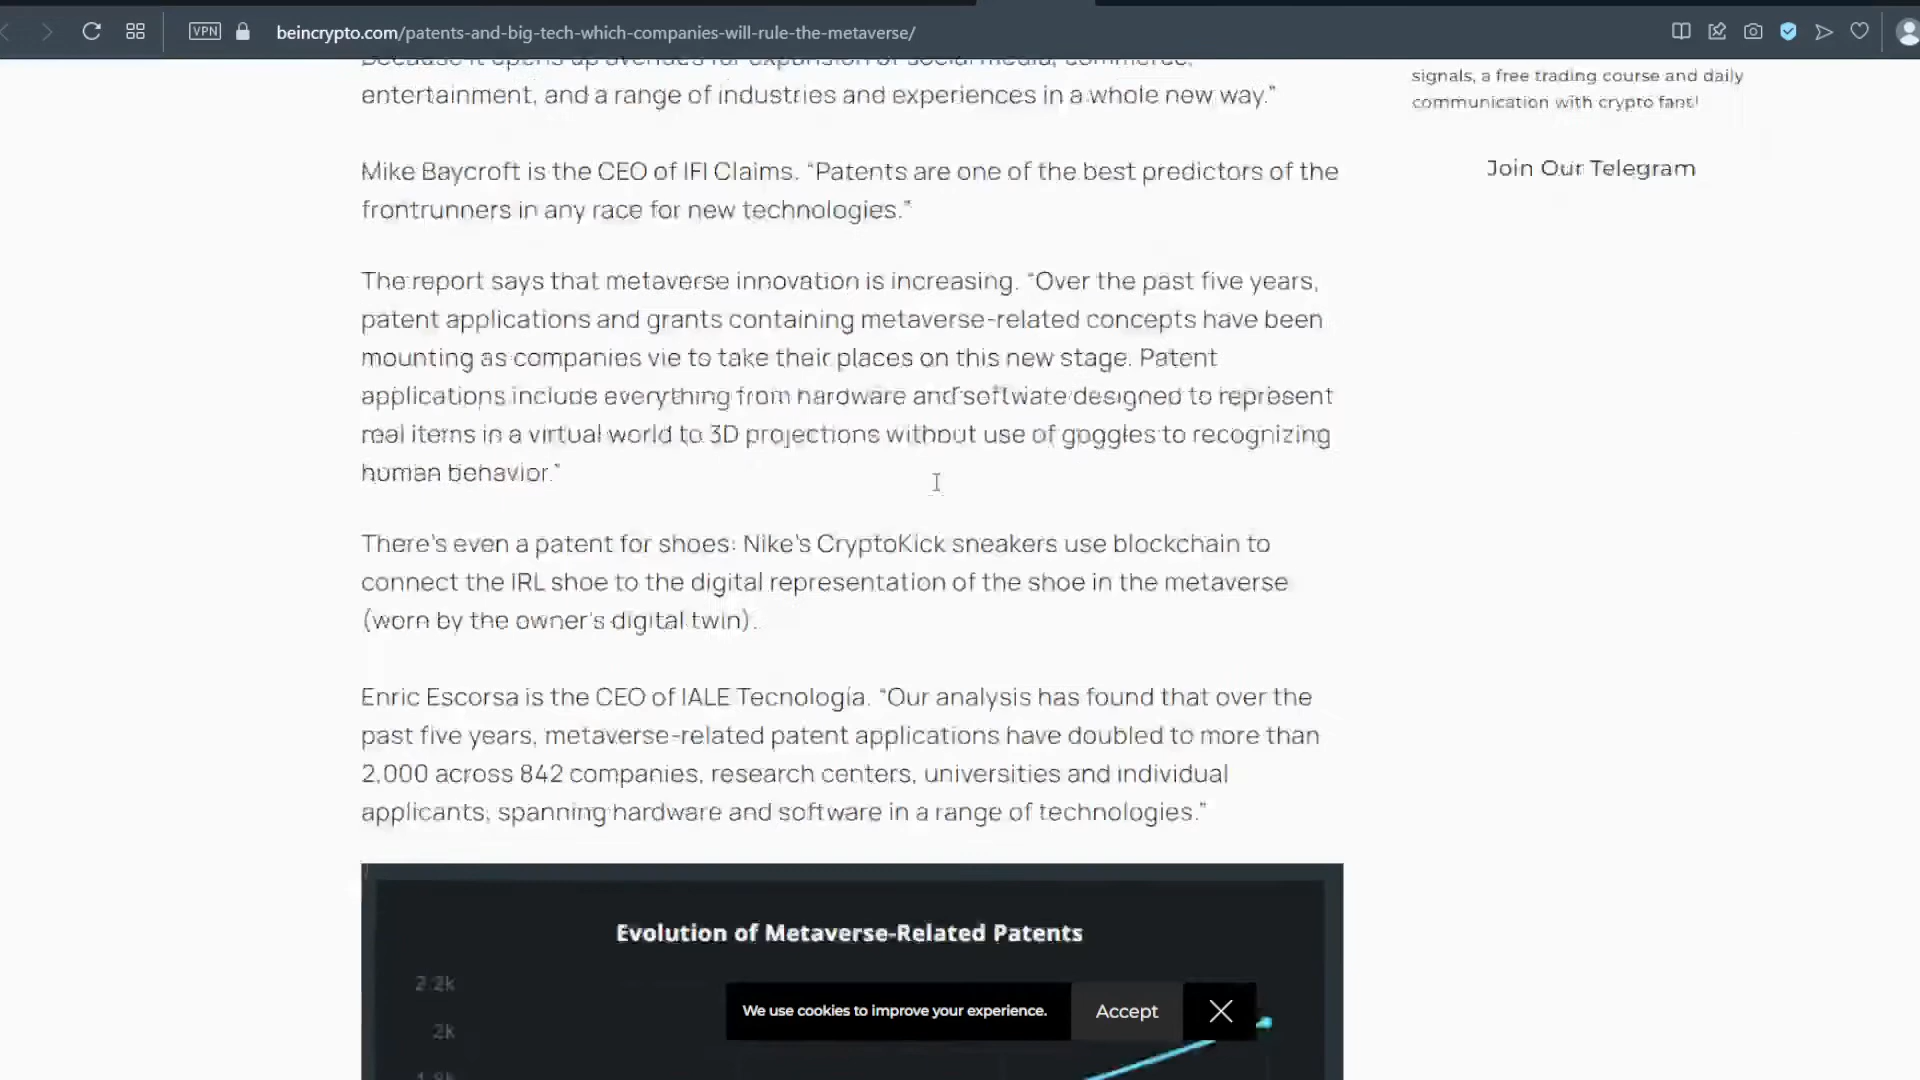 VPN
beincrypto.com/patents-and-big-tech-which-companies-will-rule-the-metaverse/
Because it opens up avenues for expansion of social media, commerce,
entertainment, and a range of industries and experiences in a whole new way.”
Mike Baycroft is the CEO of IFI Claims. “Patents are one of the best predictors of the
frontrunners in any race for new technologies.”
The report says that metaverse innovation is increasing. “Over the past five years,
patent applications and grants containing metaverse-related concepts have been
mounting as companies vie to take their places on this new stage. Patent
applications include everything from hardware and software designed to represent
real items in a virtual world to 3D projections without use of goggles to recognizing
human behavior.”
There’s even a patent for shoes: Nike’s CryptoKick sneakers use blockchain to
connect the IRL shoe to the digital representation of the shoe in the metaverse
(worn by the owner’s digital twin).
Enric Escorsa is the CEO of IALE Tecnología. “Our analysis has found that over the
past five years, metaverse-related patent applications have doubled to more than
2,000 across 842 companies, research centers, universities and individual
applicants, spanning hardware and software in a range of technologies.”
Evolution of Metaverse-Related Patents
2.2k
2k
1.8k
We use cookies to improve your experience.
Accept
signals, a free trading course and daily
communication with crypto fans!
Join Our Telegram